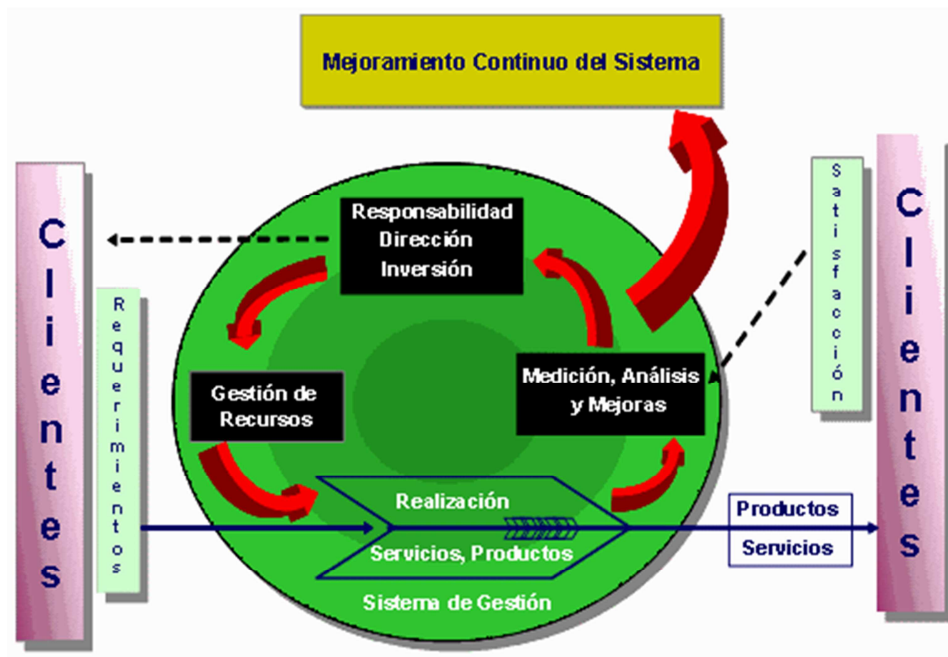 Mejoramiento Continuo del Sistema
Clientes
Requerimientos
Responsabilidad
Dirección
Inversión
Gestión de
Recursos
Medición, Análisis
y Mejoras
Realización
Servicios, Productos
Sistema de Gestión
Productos
Servicios
Satisfacción
Clientes